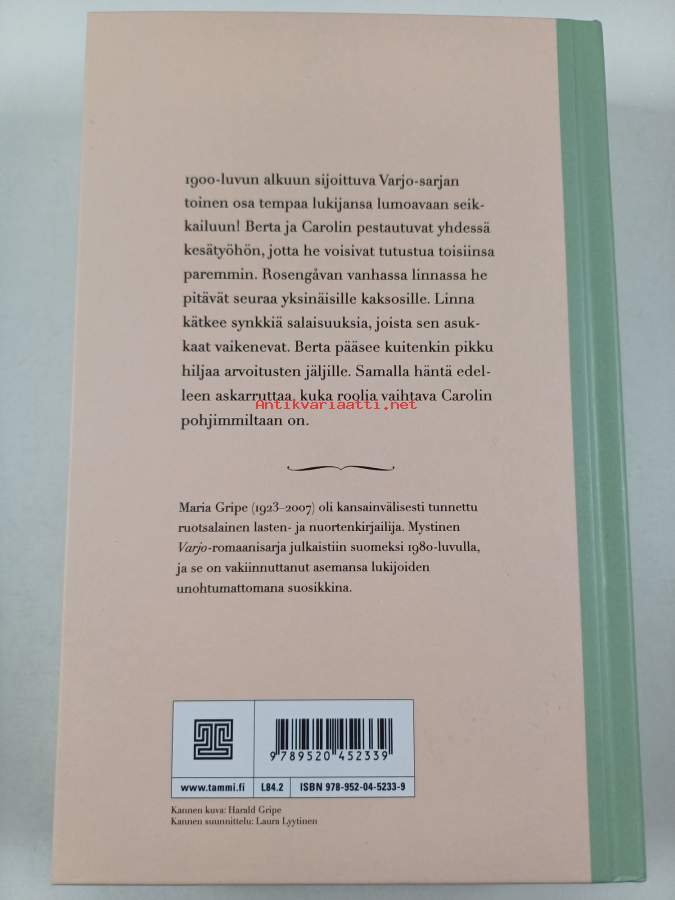 1900-luvun alkuun sijoittuva Varjo-sarjan
toinen osa tempaa lukijansa lumoavaan seik-
kailuun! Berta ja Carolin pestautuvat yhdessä
kesätyöhön, jotta he voisivat tutustua toisiinsa
paremmin. Rosengåvan vanhassa linnassa he
pitävät seuraa yksinäisille kaksosille. Linna
kätkee synkkiä salaisuuksia, joista sen asuk-
kaat vaikenevat. Berta pääsee kuitenkin pikku
hiljaa arvoitusten jäljille. Samalla häntä edel-
leen askarruttaa, kuka roolia vaihtava Carolin
Antikvariaatti.net
pohjimmiltaan on.
Maria Gripe (1923–2007) oli kansainvälisesti tunnettu
ruotsalainen lasten- ja nuortenkirjailija. Mystinen
Varjo-romaanisarja julkaistiin suomeksi 1980-luvulla,
ja se on vakiinnuttanut asemansa lukijoiden
unohtumattomana suosikkina.
9 789520 452339
www.tammi.fi
L84.2
ISBN 978-952-04-5233-9
Kannen kuva: Harald Gripe
Kannen suunnittelu: Laura Lyytinen